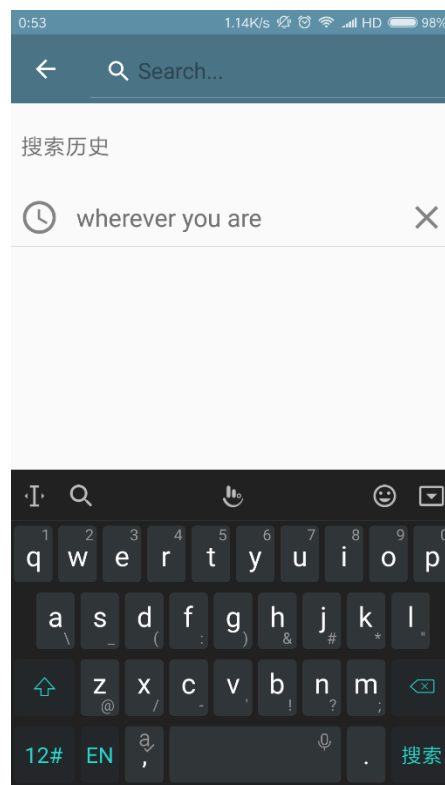 0:53 1.14K/s HD 98%
Search...
搜索历史
wherever you are
1 2 3 4 5 6 7 8 9 0
q w e r t y u i o p
a s d f g h j k l
\ _ ( : ) & # * "
z x c v b n m
@ / - ' ! ? ;
12# EN a , . 搜索